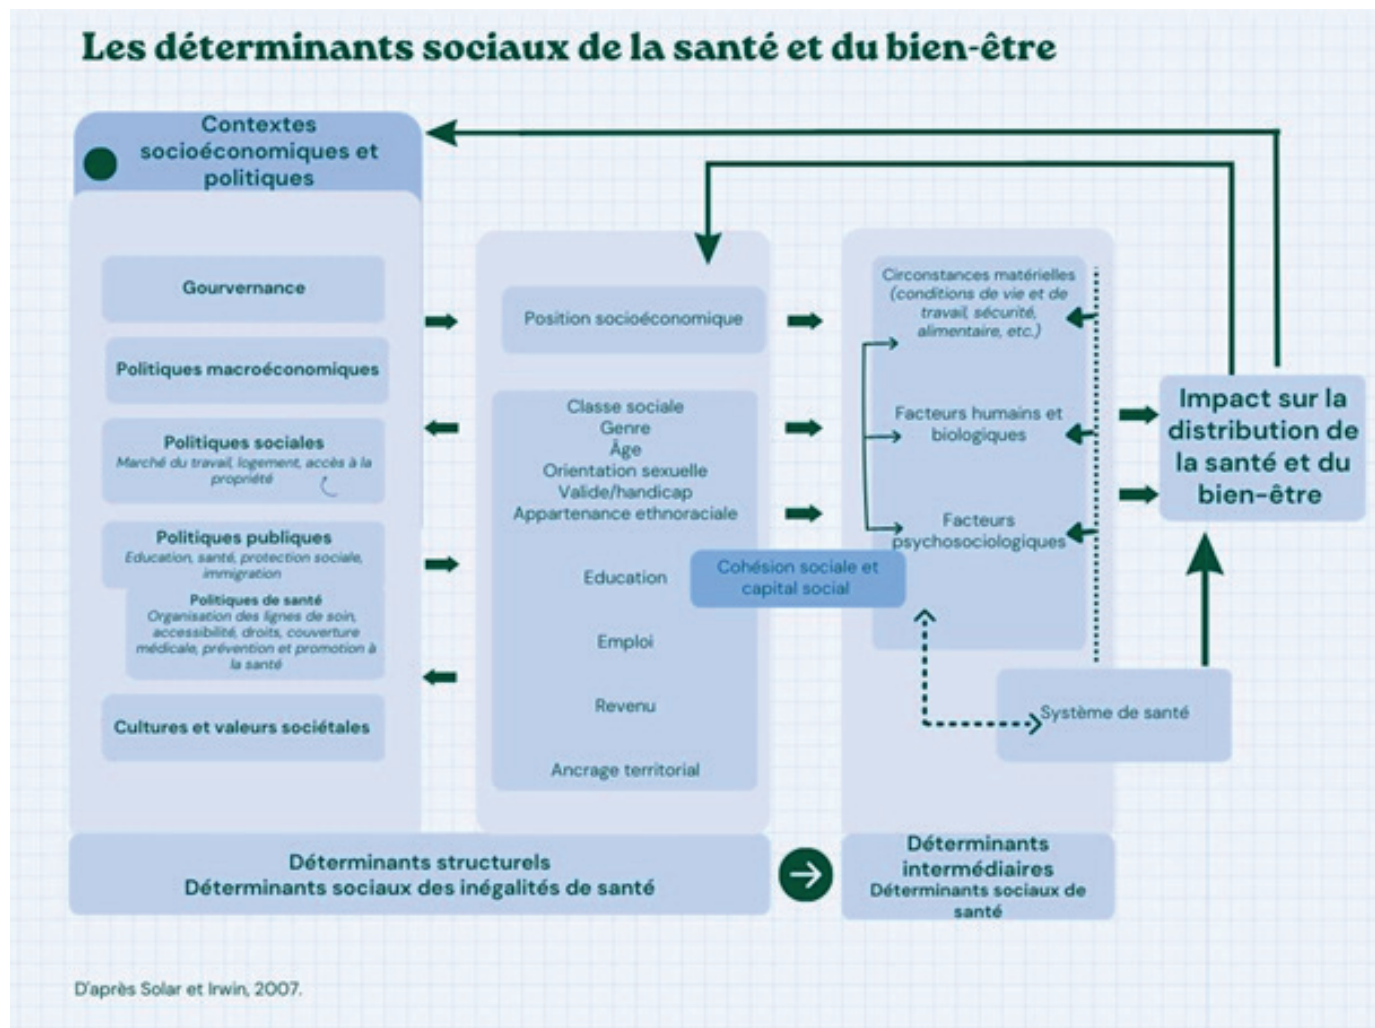 Les déterminants sociaux de la santé et du bien-être
Contextes
socioéconomiques et
politiques
Gourvernance
Politiques macroéconomiques
Politiques sociales
Marché du travail, logement, accès à la
propriété
Politiques publiques
Education, santé, protection sociale,
immigration
Politiques de santé
Organisation des lignes de soin,
accessibilité, droits, couverture
médicale, prévention et promotion à
la santé
Cultures et valeurs sociétales
Position socioéconomique
Classe sociale
Genre
Âge
Orientation sexuelle
Valide/handicap
Appartenance ethnoraciale
Education
Emploi
Revenu
Ancrage territorial
Cohésion sociale et
capital social
Circonstances matérielles
(conditions de vie et de
travail, sécurité,
alimentaire, etc.)
Facteurs humains et
biologiques
Facteurs
psychosociologiques
Système de santé
Impact sur la
distribution de
la santé et du
bien-être
Déterminants structurels
Déterminants sociaux des inégalités de santé
Déterminants
intermédiaires
Déterminants sociaux de
santé
D'après Solar et Irwin, 2007.